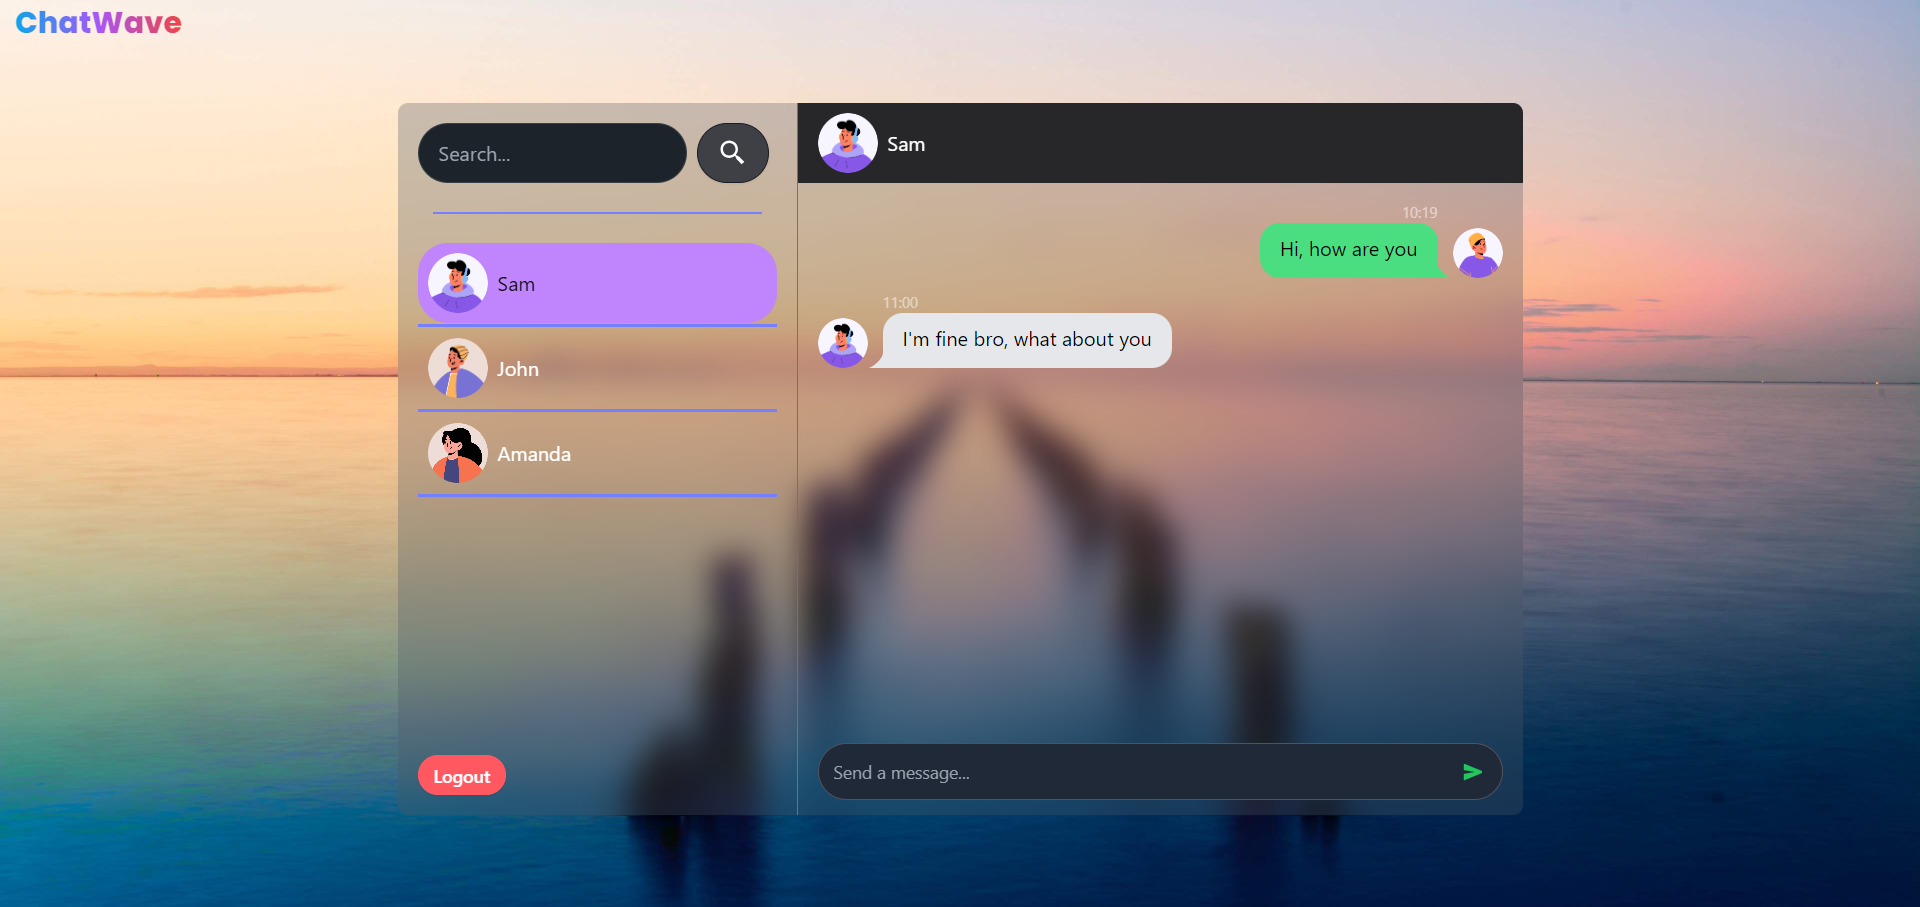 ChatWave
Search...
Sam
John
Amanda
Logout
Sam
10:19
Hi, how are you
11:00
I'm fine bro, what about you
Send a message...